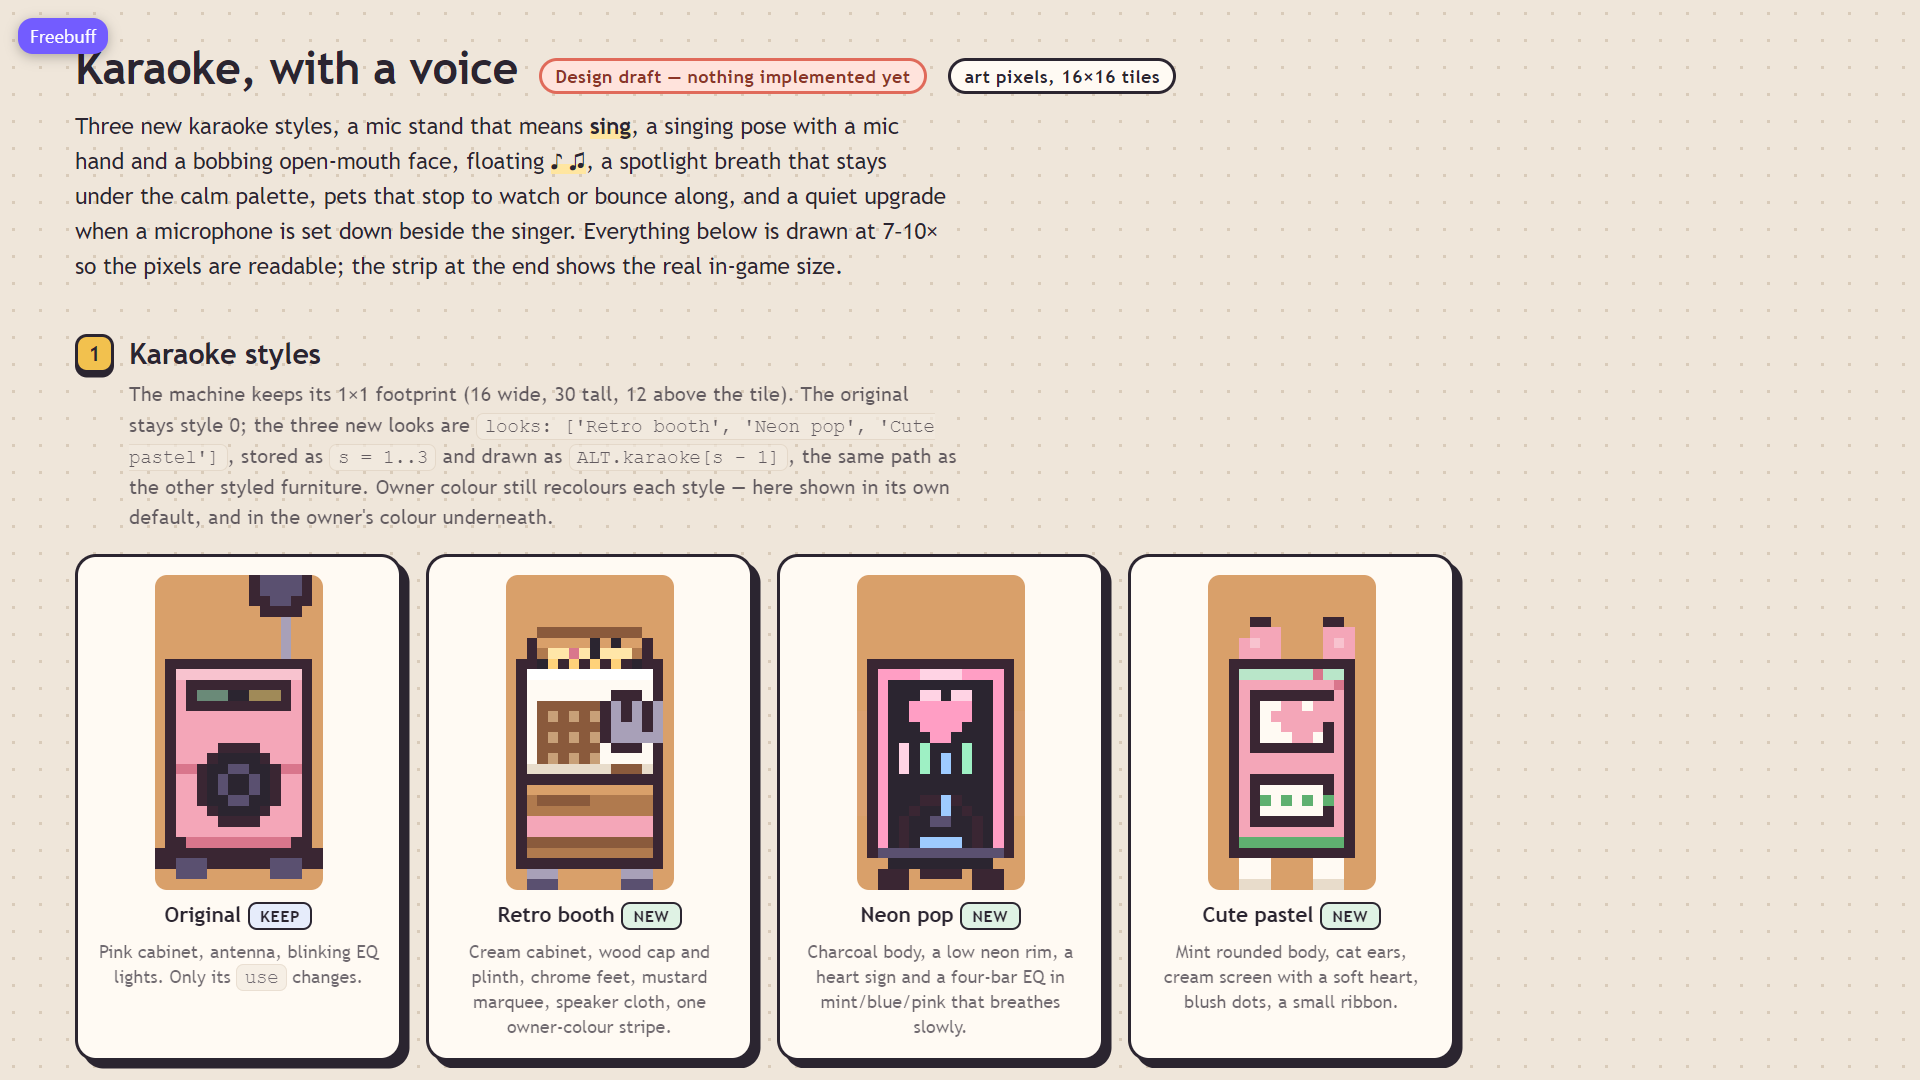 Freebuff
Karaoke, with a voice
Design draft — nothing implemented yet
art pixels, 16×16 tiles
Three new karaoke styles, a mic stand that means sing, a singing pose with a mic
hand and a bobbing open-mouth face, floating ♪♫, a spotlight breath that stays
under the calm palette, pets that stop to watch or bounce along, and a quiet upgrade
when a microphone is set down beside the singer. Everything below is drawn at 7–10×
so the pixels are readable; the strip at the end shows the real in-game size.
1
Karaoke styles
The machine keeps its 1×1 footprint (16 wide, 30 tall, 12 above the tile). The original
stays style 0; the three new looks are looks: ['Retro booth', 'Neon pop', 'Cute
pastel'], stored as s = 1..3 and drawn as ALT.karaoke[s - 1], the same path as
the other styled furniture. Owner colour still recolours each style — here shown in its own
default, and in the owner's colour underneath.
Original KEEP
Pink cabinet, antenna, blinking EQ
lights. Only its use changes.
Retro booth NEW
Cream cabinet, wood cap and
plinth, chrome feet, mustard
marquee, speaker cloth, one
owner-colour stripe.
Neon pop NEW
Charcoal body, a low neon rim, a
heart sign and a four-bar EQ in
mint/blue/pink that breathes
slowly.
Cute pastel NEW
Mint rounded body, cat ears,
cream screen with a soft heart,
blush dots, a small ribbon.